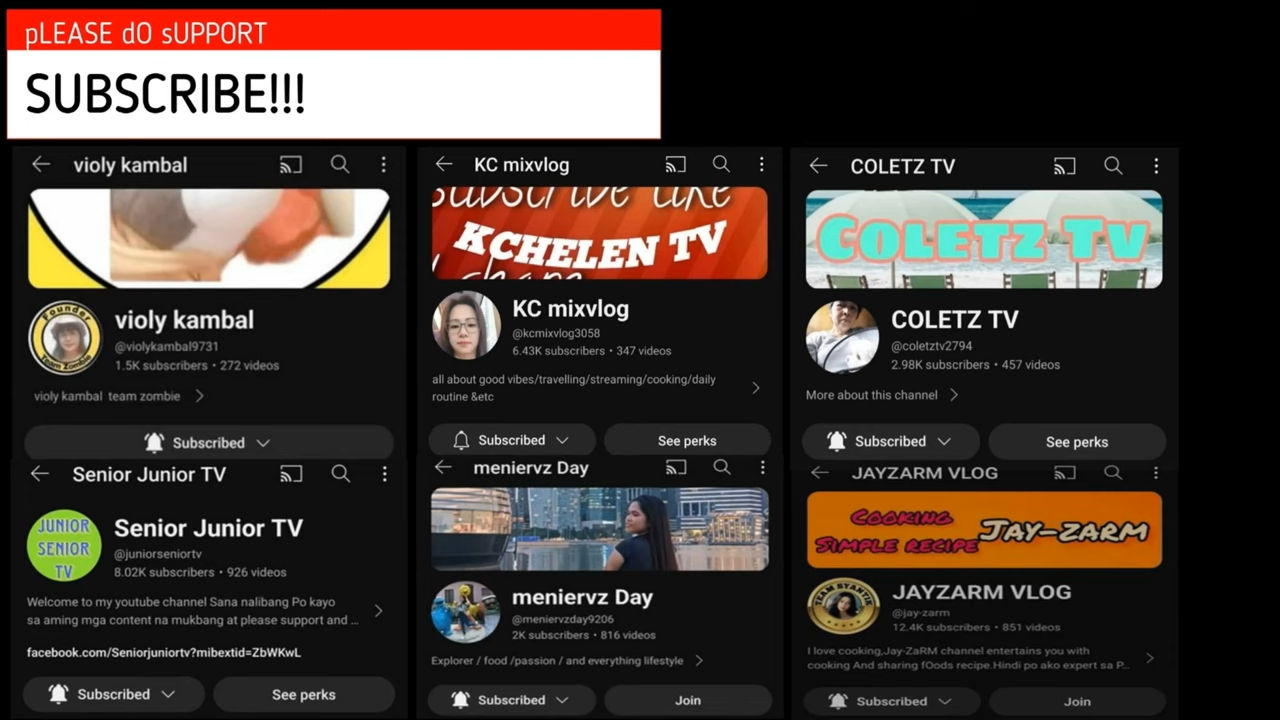 pLEASE dO sUPPORT
SUBSCRIBE!!!
violy kambal
Founder
Team Zombie
violy kambal
@violykambal9731
1.5K subscribers • 272 videos
violy kambal team zombie
Subscribed
KC mixvlog
Subscribe like
KCHELEN TV
KC mixvlog
@kcmixvlog3058
6.43K subscribers • 347 videos
all about good vibes/travelling/streaming/cooking/daily
routine &etc
Subscribed
See perks
COLETZ TV
COLETZ TV
COLETZ TV
@coletztv2794
2.98K subscribers • 457 videos
More about this channel
Subscribed
See perks
Senior Junior TV
JUNIOR
SENIOR
TV
Senior Junior TV
@juniorseniortv
8.02K subscribers • 926 videos
Welcome to my youtube channel Sana nalibang Po kayo
sa aming mga content na mukbang at please support and ...
facebook.com/Seniorjuniortv?mibextid=ZbWKwL
Subscribed
See perks
meniervz Day
meniervz Day
@meniervzday9206
2K subscribers • 816 videos
Explorer / food /passion / and everything lifestyle
Subscribed
Join
JAYZARM VLOG
COOKING
SIMPLE RECIPE
JAY-ZARM
JAYZARM VLOG
@jay-zarm
12.4K subscribers • 851 videos
I love cooking,Jay-ZaRM channel entertains you with
cooking And sharing fOods recipe.Hindi po ako expert sa P...
Subscribed
Join